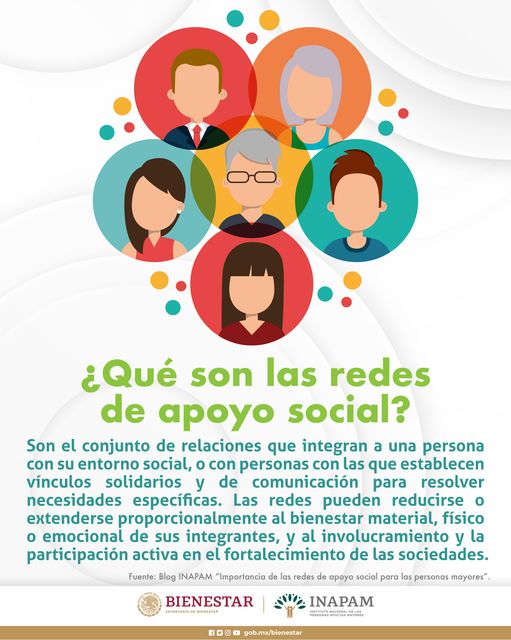 ¿Qué son las redes
de apoyo social?
Son el conjunto de relaciones que integran a una persona
con su entorno social, o con personas con las que establecen
vínculos solidarios y de comunicación para resolver
necesidades específicas. Las redes pueden reducirse o
extenderse proporcionalmente al bienestar material, físico
o emocional de sus integrantes, y al involucramiento y la
participación activa en el fortalecimiento de las sociedades.
Fuente: Blog INAPAM “Importancia de las redes de apoyo social para las personas mayores”.
BIENESTAR
SECRETARÍA DE BIENESTAR
INAPAM
INSTITUTO NACIONAL DE LAS
PERSONAS ADULTAS MAYORES
gob.mx/bienestar